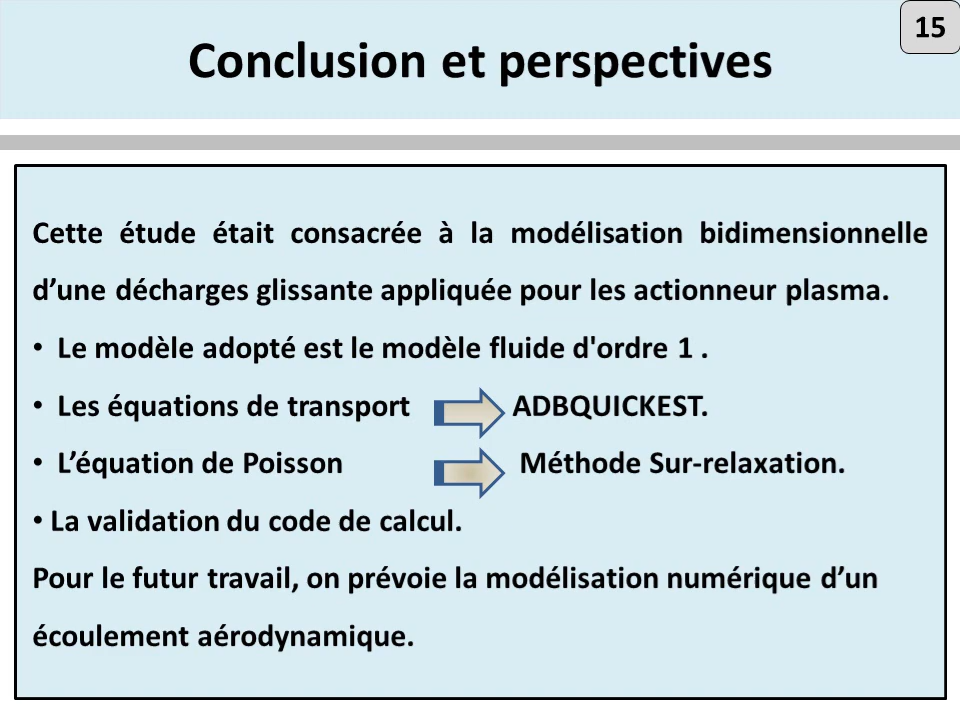 15
Conclusion et perspectives
Cette étude était consacrée à la modélisation bidimensionnelle
d’une décharges glissante appliquée pour les actionneur plasma.
• Le modèle adopté est le modèle fluide d'ordre 1 .
• Les équations de transport ADBQUICKEST.
• L’équation de Poisson Méthode Sur-relaxation.
• La validation du code de calcul.
Pour le futur travail, on prévoie la modélisation numérique d’un
écoulement aérodynamique.